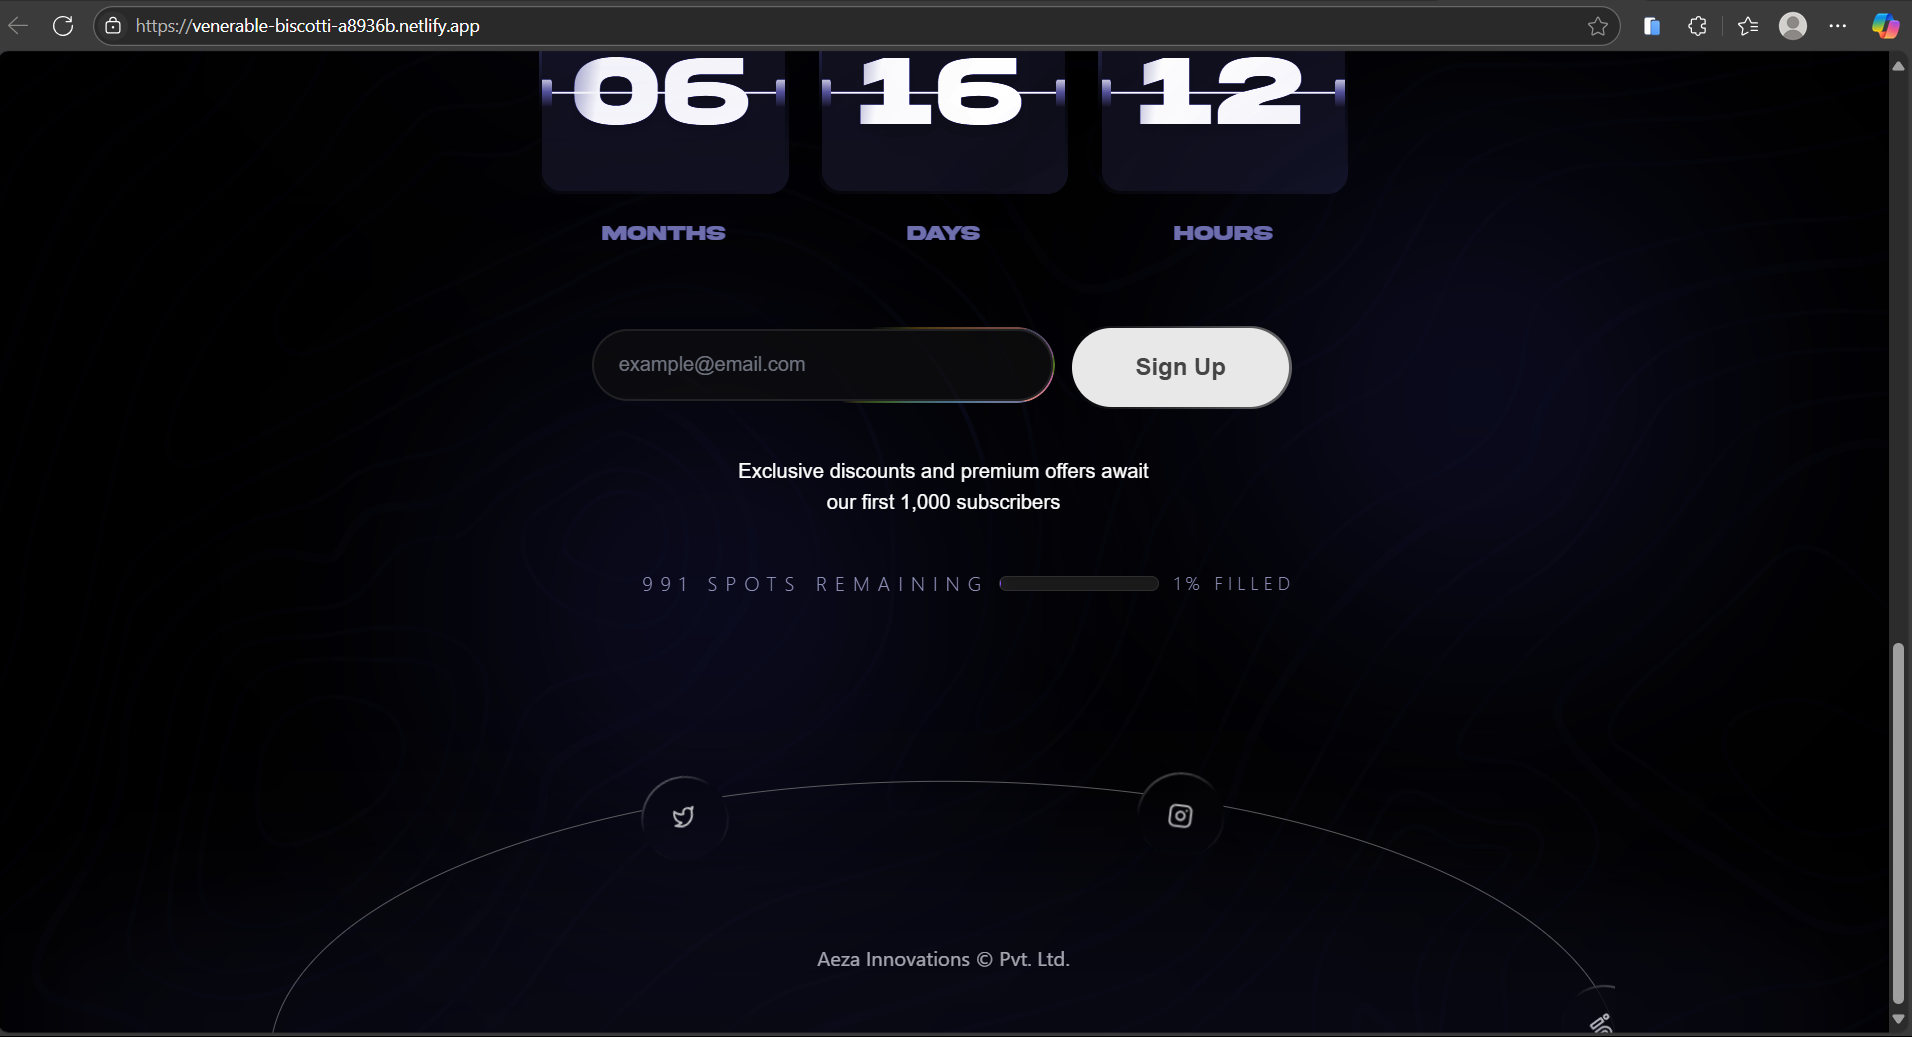 https://venerable-biscotti-a8936b.netlify.app
06 16 12
MONTHS DAYS HOURS
example@email.com Sign Up
Exclusive discounts and premium offers await
our first 1,000 subscribers
991 SPOTS REMAINING 1% FILLED
Aeza Innovations © Pvt. Ltd.